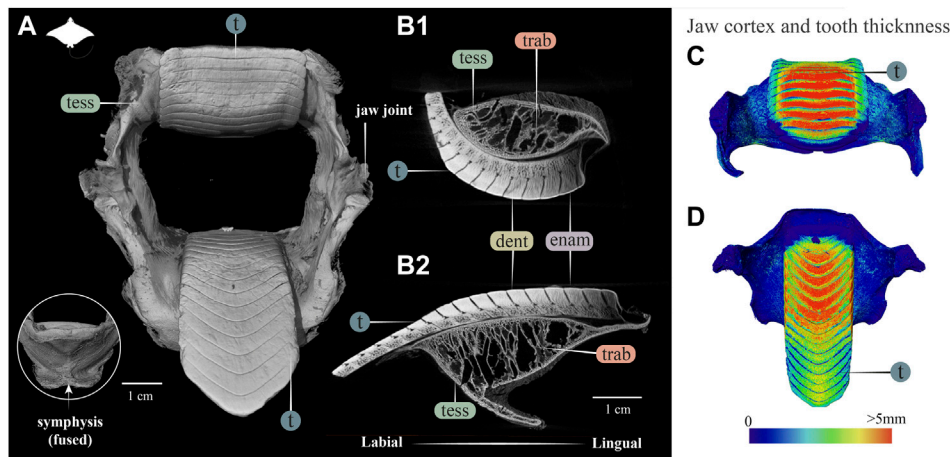 A
t
tess
jaw joint
symphysis
(fused)
1 cm
t
B1
tess
trab
t
dent
enam
B2
t
trab
tess
1 cm
Labial
Lingual
Jaw cortex and tooth thicknness
C
t
D
t
0
>5mm